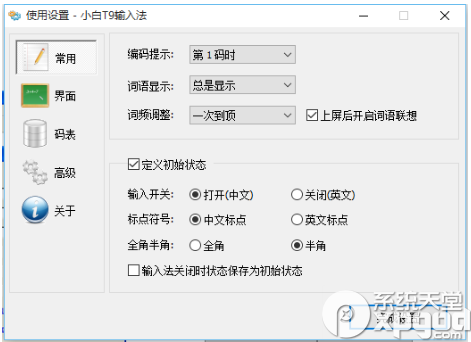 使用设置 - 小白T9输入法
常用
界面
码表
高级
关于
编码提示: 第 1 码时
词语显示: 总是显示
词频调整: 一次到顶 上屏后开启词语联想
定义初始状态
输入开关: 打开(中文) 关闭(英文)
标点符号: 中文标点 英文标点
全角半角: 全角 半角
输入法关闭时状态保存为初始状态
系统天堂